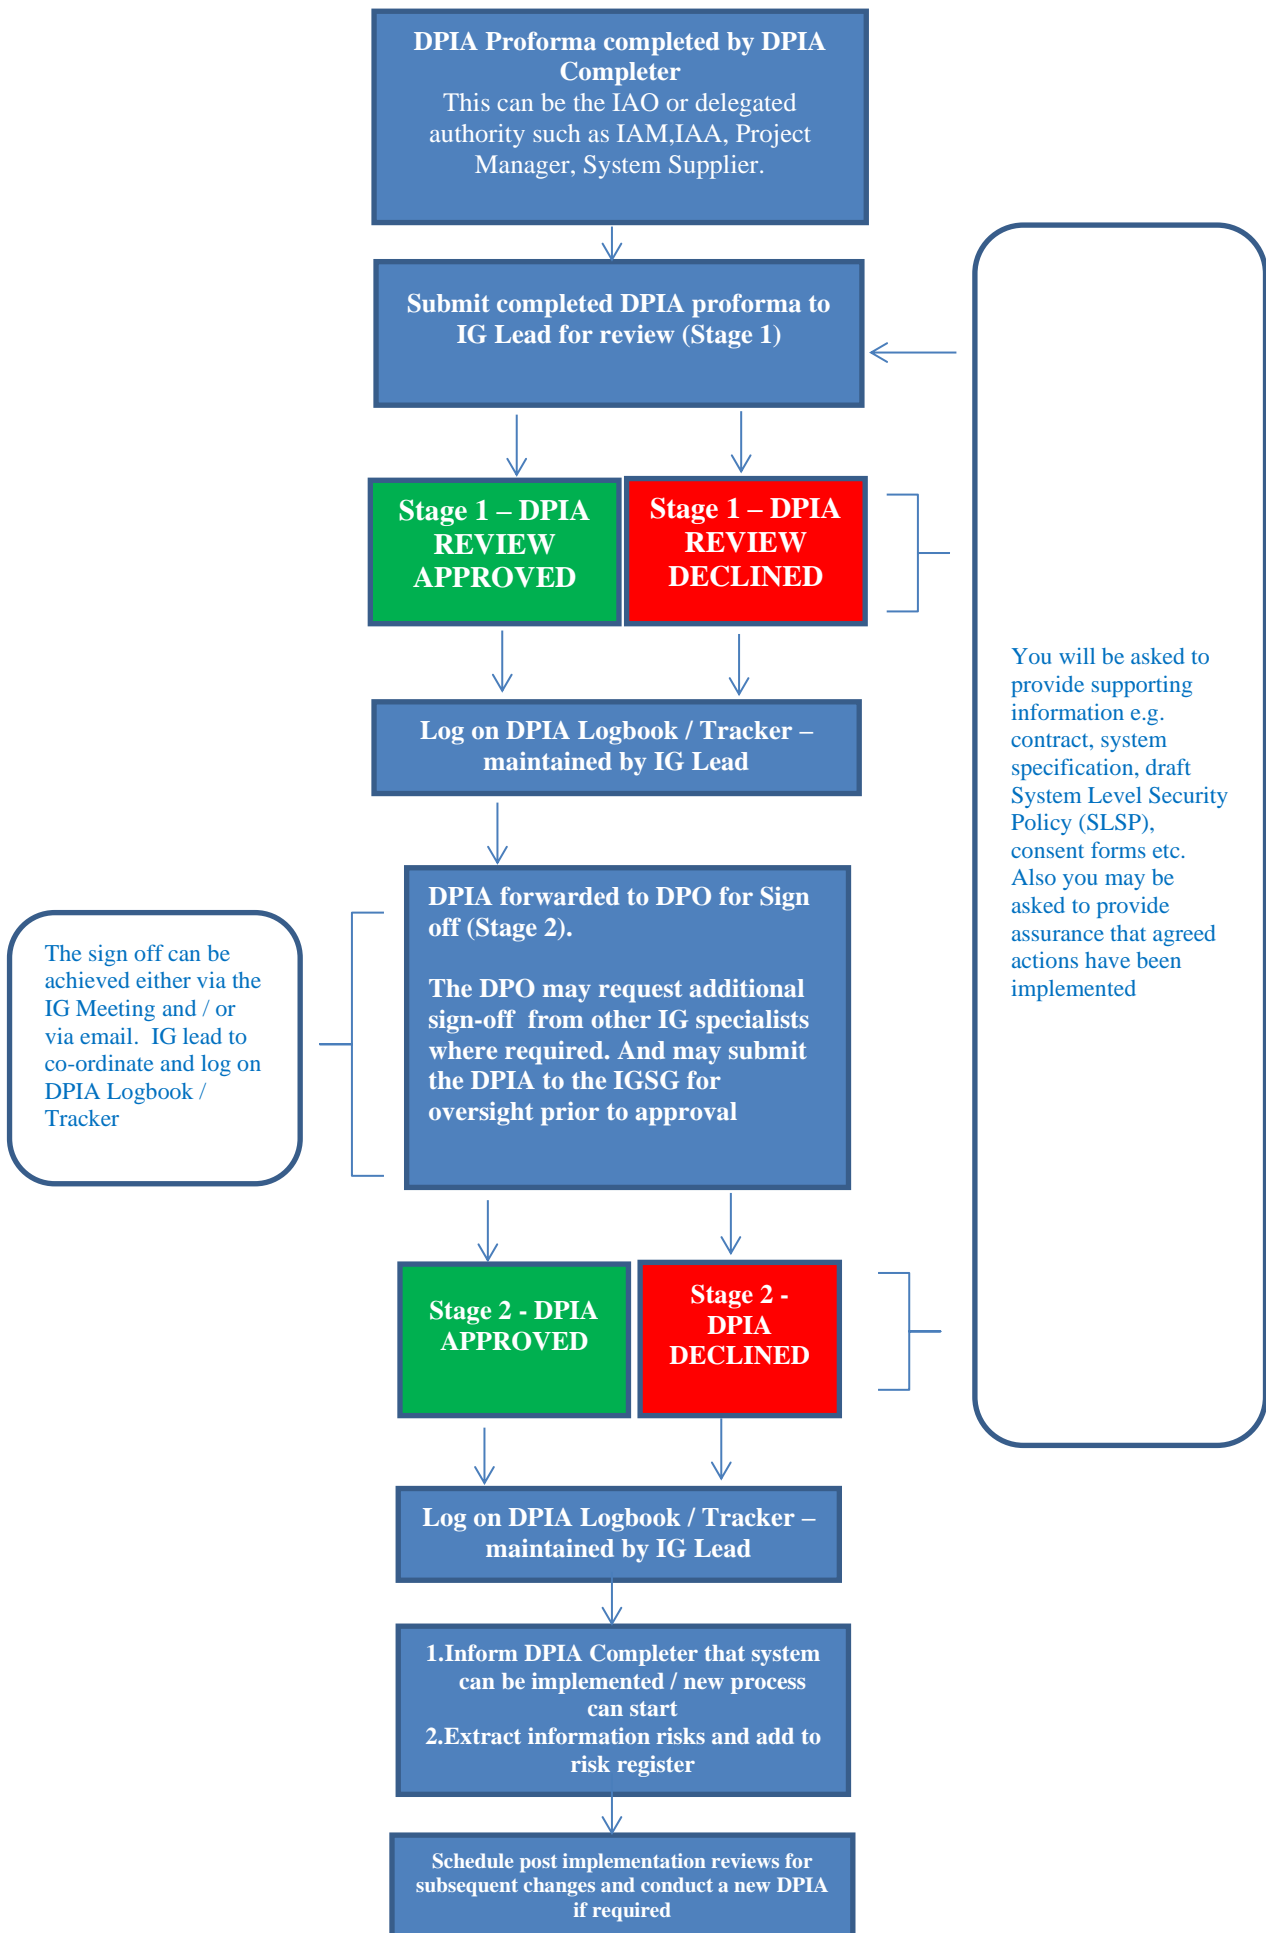 DPIA Proforma completed by DPIA
Completer
This can be the IAO or delegated
authority such as IAM,IAA, Project
Manager, System Supplier.
Submit completed DPIA proforma to
IG Lead for review (Stage 1)
Stage 1 – DPIA
REVIEW
APPROVED
Stage 1 – DPIA
REVIEW
DECLINED
You will be asked to
provide supporting
information e.g.
contract, system
specification, draft
System Level Security
Policy (SLSP),
consent forms etc.
Also you may be
asked to provide
assurance that agreed
actions have been
implemented
Log on DPIA Logbook / Tracker –
maintained by IG Lead
DPIA forwarded to DPO for Sign
off (Stage 2).
The DPO may request additional
sign-off from other IG specialists
where required. And may submit
the DPIA to the IGSG for
oversight prior to approval
The sign off can be
achieved either via the
IG Meeting and / or
via email. IG lead to
co-ordinate and log on
DPIA Logbook /
Tracker
Stage 2 - DPIA
APPROVED
Stage 2 -
DPIA
DECLINED
Log on DPIA Logbook / Tracker –
maintained by IG Lead
1.Inform DPIA Completer that system
can be implemented / new process
can start
2.Extract information risks and add to
risk register
Schedule post implementation reviews for
subsequent changes and conduct a new DPIA
if required